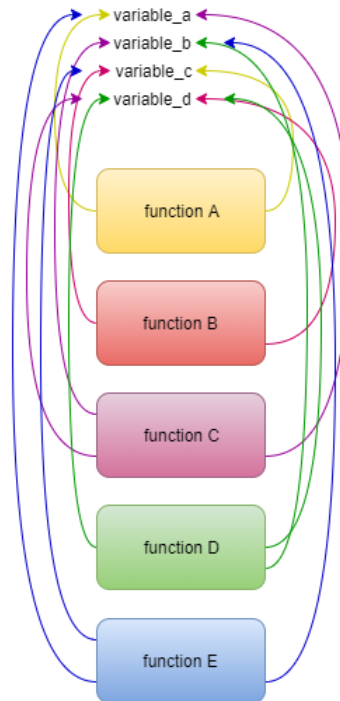 variable_a
variable_b
variable_c
variable_d
function A
function B
function C
function D
function E